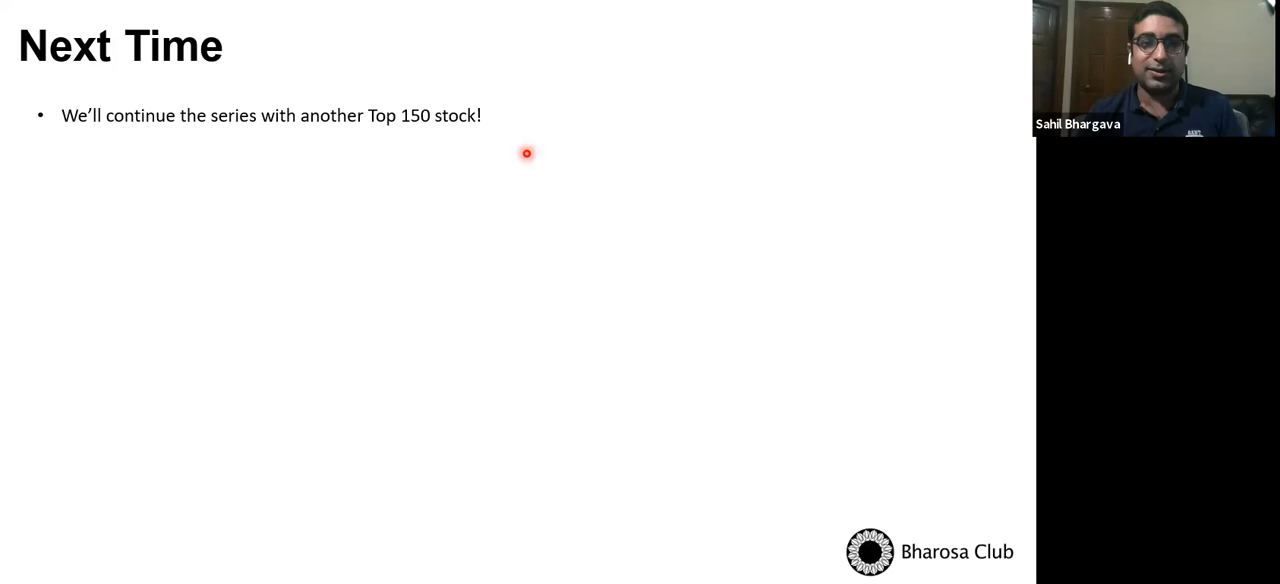 Next Time
• We’ll continue the series with another Top 150 stock!
Sahil Bhargava
Bharosa Club